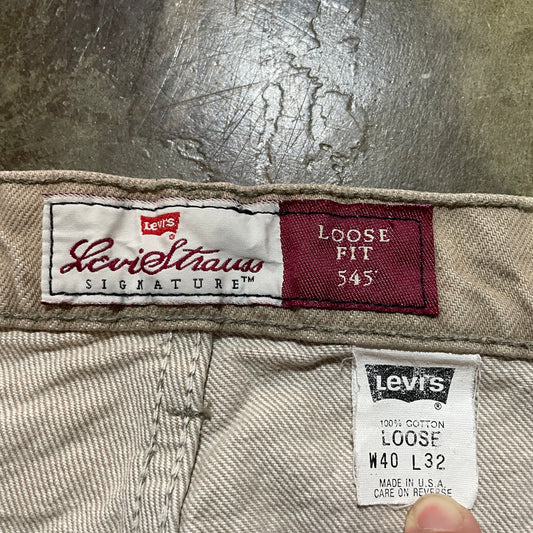 Levi's
Levi Strauss
SIGNATURE™
LOOSE
FIT
545®
Levi's®
100% COTTON
LOOSE
W40 L32
MADE IN U.S.A.
CARE ON REVERSE